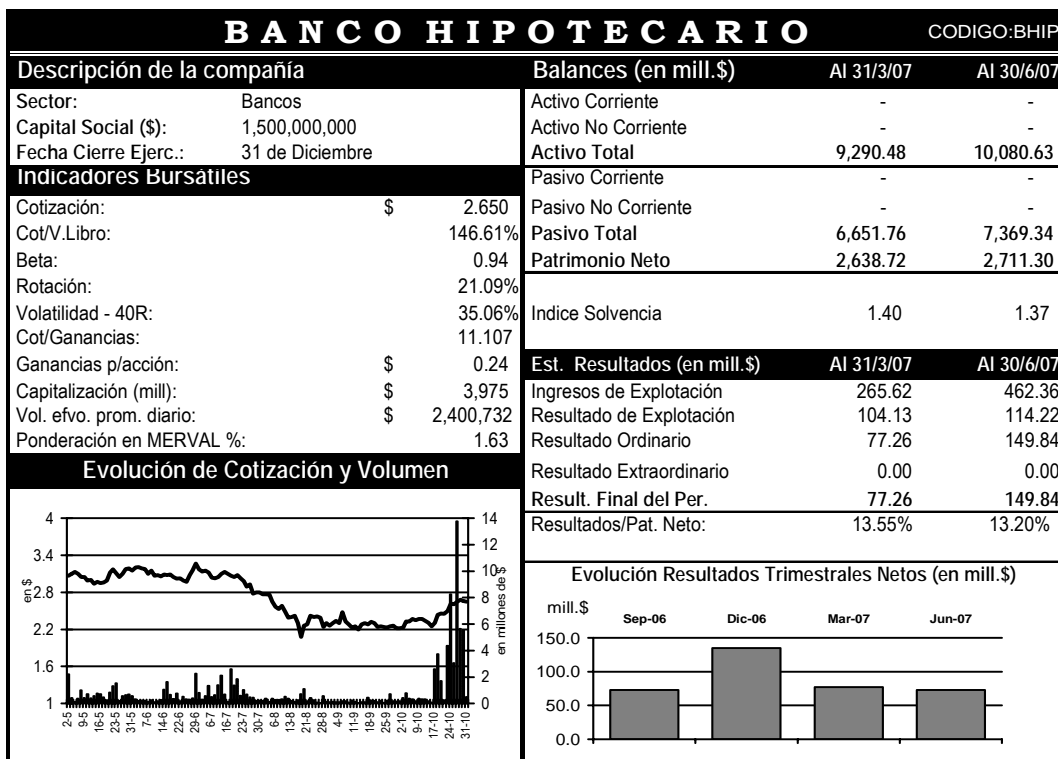 BANCO HIPOTECARIO CODIGO:BHIP
Descripción de la compañía
Sector: Bancos
Capital Social ($): 1,500,000,000
Fecha Cierre Ejerc.: 31 de Diciembre
Indicadores Bursátiles
Cotización: $ 2.650
Cot/V.Libro: 146.61%
Beta: 0.94
Rotación: 21.09%
Volatilidad - 40R: 35.06%
Cot/Ganancias: 11.107
Ganancias p/acción: $ 0.24
Capitalización (mill): $ 3,975
Vol. efvo. prom. diario: $ 2,400,732
Ponderación en MERVAL %: 1.63
Evolución de Cotización y Volumen
en $
4
3.4
2.8
2.2
1.6
1
14
12
10
8
6
4
2
0
en millones de $
2-5 9-5 16-5 23-5 31-5 7-6 14-6 22-6 29-6 6-7 16-7 23-7 30-7 6-8 13-8 21-8 28-8 4-9 11-9 18-9 25-9 2-10 9-10 17-10 24-10 31-10
Balances (en mill.$) Al 31/3/07 Al 30/6/07
Activo Corriente - -
Activo No Corriente - -
Activo Total 9,290.48 10,080.63
Pasivo Corriente - -
Pasivo No Corriente - -
Pasivo Total 6,651.76 7,369.34
Patrimonio Neto 2,638.72 2,711.30
Indice Solvencia 1.40 1.37
Est. Resultados (en mill.$) Al 31/3/07 Al 30/6/07
Ingresos de Explotación 265.62 462.36
Resultado de Explotación 104.13 114.22
Resultado Ordinario 77.26 149.84
Resultado Extraordinario 0.00 0.00
Result. Final del Per. 77.26 149.84
Resultados/Pat. Neto: 13.55% 13.20%
Evolución Resultados Trimestrales Netos (en mill.$)
mill.$
Sep-06 Dic-06 Mar-07 Jun-07
150.0
100.0
50.0
0.0